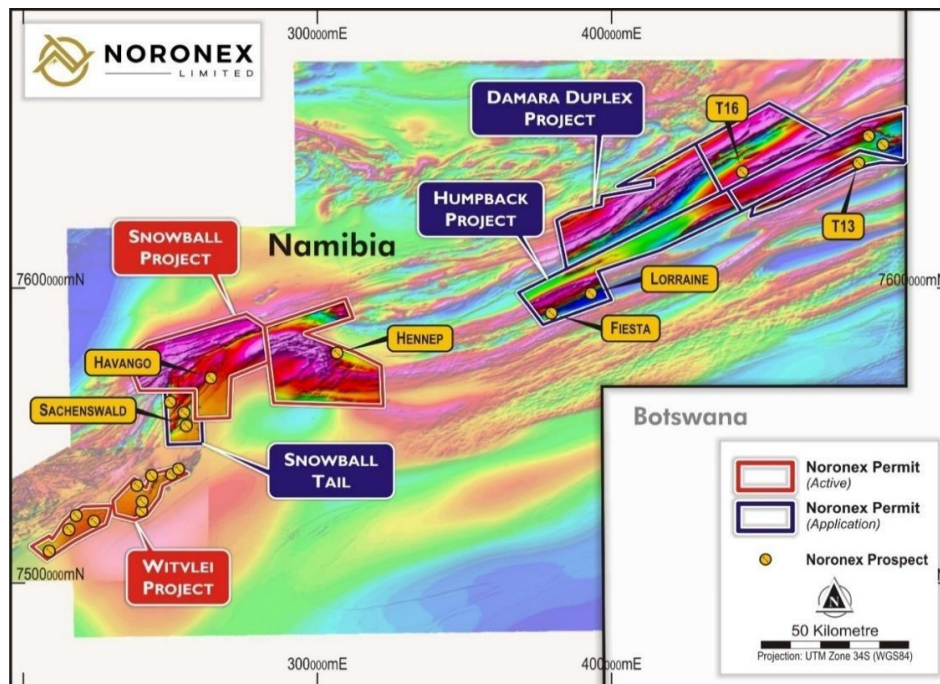 NORONEX
LIMITED
300000mE
400000mE
DAMARA DUPLEX
PROJECT
T16
HUMPBACK
PROJECT
T13
SNOWBALL
PROJECT
Namibia
7600000mN
7600000mN
LORRAINE
FIESTA
HENNEP
HAVANGO
SACHENSWALD
Botswana
SNOWBALL
TAIL
WITVLEI
PROJECT
7500000mN
Noronex Permit
(Active)
Noronex Permit
(Application)
Noronex Prospect
N
50 Kilometre
Projection: UTM Zone 34S (WGS84)
300000mE
400000mE